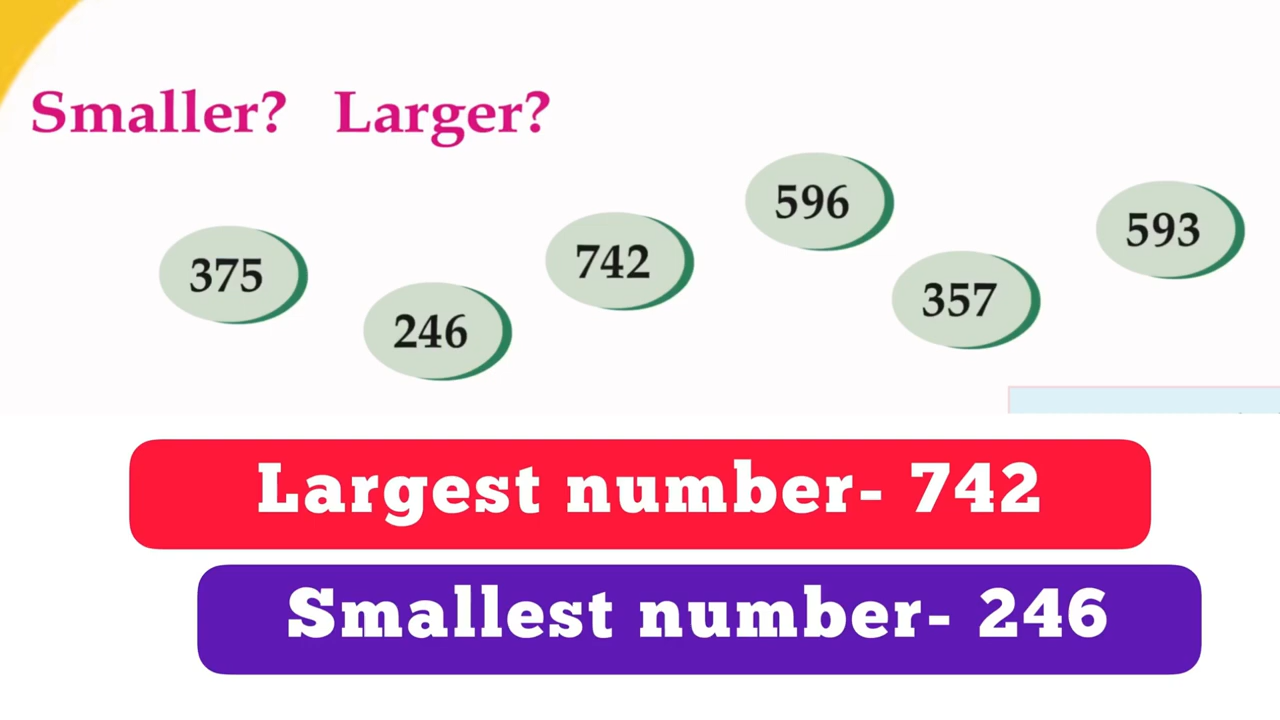 Smaller? Larger?
596
593
375
742
357
246
Largest number- 742
Smallest number- 246